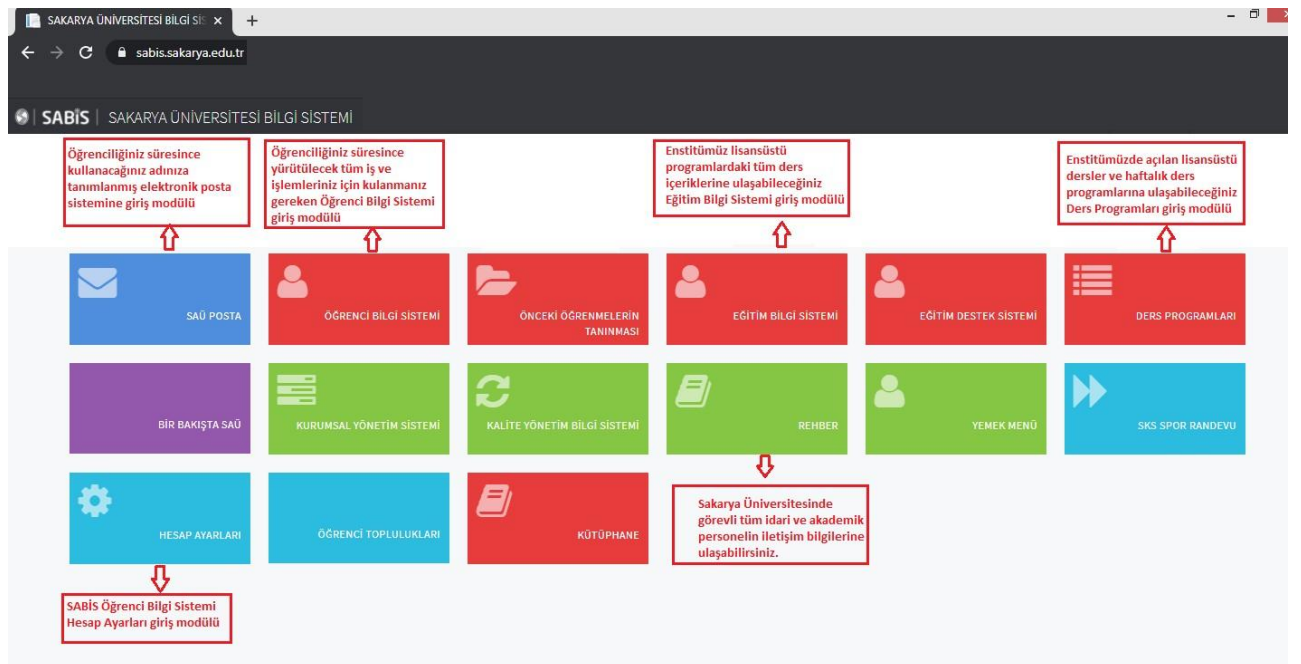 SAKARYA ÜNİVERSİTESİ BİLGİ SİS
sabis.sakarya.edu.tr
SABİS | SAKARYA ÜNİVERSİTESİ BİLGİ SİSTEMİ
Öğrenciliğiniz süresince
kullanacağınız adınıza
tanımlanmış elektronik posta
sistemine giriş modülü
Öğrenciliğiniz süresince
yürütülecek tüm iş ve
işlemleriniz için kulanmanız
gereken Öğrenci Bilgi Sistemi
giriş modülü
Enstitümüz lisansüstü
programlardaki tüm ders
içeriklerine ulaşabileceğiniz
Eğitim Bilgi Sistemi giriş modülü
Enstitümüzde açılan lisansüstü
dersler ve haftalık ders
programlarına ulaşabileceğiniz
Ders Programları giriş modülü
SAÜ POSTA
ÖĞRENCİ BİLGİ SİSTEMİ
ÖNCEKİ ÖĞRENMELERİN
TANINMASI
EĞİTİM BİLGİ SİSTEMİ
EĞİTİM DESTEK SİSTEMİ
DERS PROGRAMLARI
BİR BAKIŞTA SAÜ
KURUMSAL YÖNETİM SİSTEMİ
KALİTE YÖNETİM BİLGİ SİSTEMİ
REHBER
YEMEK MENÜ
SKS SPOR RANDEVU
HESAP AYARLARI
ÖĞRENCİ TOPLULUKLARI
KÜTÜPHANE
Sakarya Üniversitesinde
görevli tüm idari ve akademik
personelin iletişim bilgilerine
ulaşabilirsiniz.
SABİS Öğrenci Bilgi Sistemi
Hesap Ayarları giriş modülü